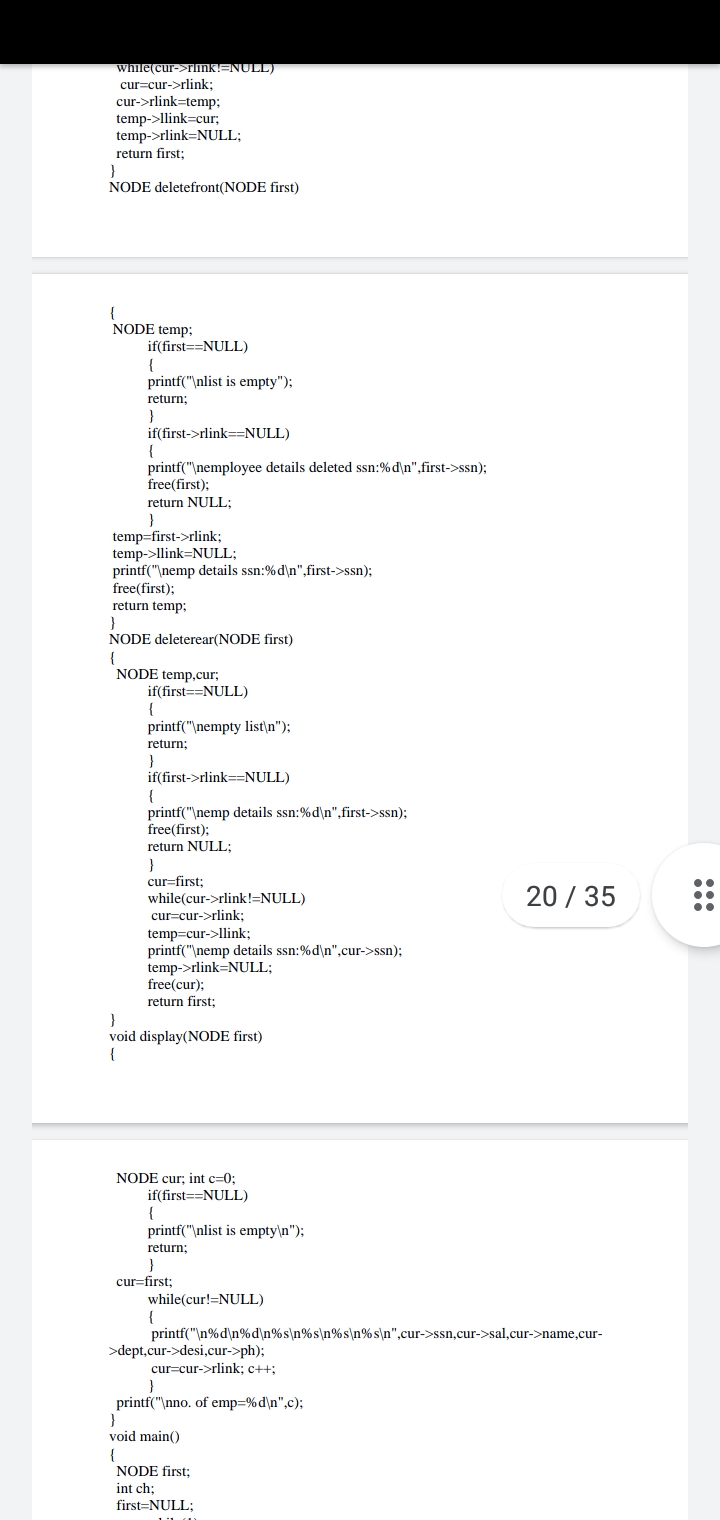 while(cur->rlink!=NULL)
cur=cur->rlink;
cur->rlink=temp;
temp->llink=cur;
temp->rlink=NULL;
return first;
}
NODE deletefront(NODE first)
{
NODE temp;
if(first==NULL)
{
printf("\nlist is empty");
return;
}
if(first->rlink==NULL)
{
printf("\nemployee details deleted ssn:%d\n",first->ssn);
free(first);
return NULL;
}
temp=first->rlink;
temp->llink=NULL;
printf("\nemp details ssn:%d\n",first->ssn);
free(first);
return temp;
}
NODE deleterear(NODE first)
{
NODE temp,cur;
if(first==NULL)
{
printf("\nempty list\n");
return;
}
if(first->rlink==NULL)
{
printf("\nemp details ssn:%d\n",first->ssn);
free(first);
return NULL;
}
cur=first;
while(cur->rlink!=NULL)
cur=cur->rlink;
temp=cur->llink;
printf("\nemp details ssn:%d\n",cur->ssn);
temp->rlink=NULL;
free(cur);
return first;
}
void display(NODE first)
{
20 / 35
NODE cur; int c=0;
if(first==NULL)
{
printf("\nlist is empty\n");
return;
}
cur=first;
while(cur!=NULL)
{
printf("\n%d\n%d\n%s\n%s\n%s\n%s\n",cur->ssn,cur->sal,cur->name,cur-
>dept,cur->desi,cur->ph);
cur=cur->rlink; c++;
}
printf("\nno. of emp=%d\n",c);
}
void main()
{
NODE first;
int ch;
first=NULL;